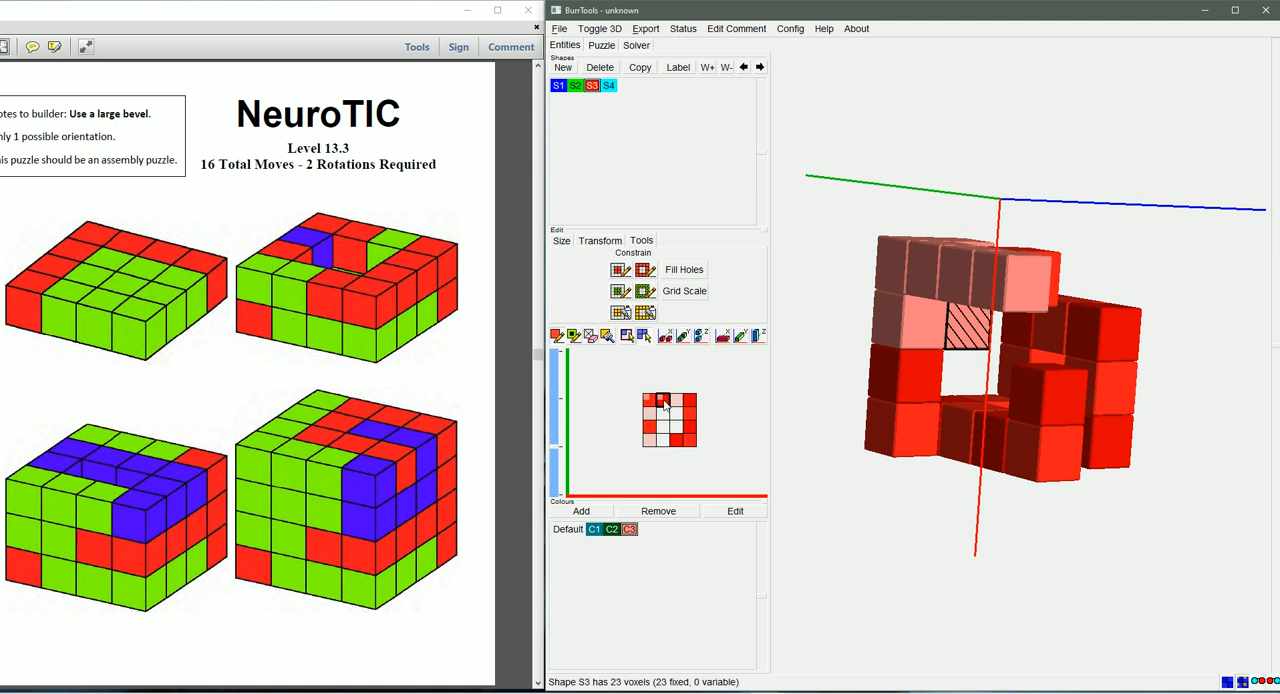 BurrTools - unknown
File Toggle 3D Export Status Edit Comment Config Help About
Tools Sign Comment
Entities Puzzle Solver
Shapes
New Delete Copy Label W+ W-
S1 S2 S3 S4
otes to builder: Use a large bevel.
nly 1 possible orientation.
is puzzle should be an assembly puzzle.
NeuroTIC
Level 13.3
16 Total Moves - 2 Rotations Required
Edit
Size Transform Tools
Constrain
Fill Holes
Grid Scale
Colours
Add Remove Edit
Default C1 C2 C3
Shape S3 has 23 voxels (23 fixed, 0 variable)